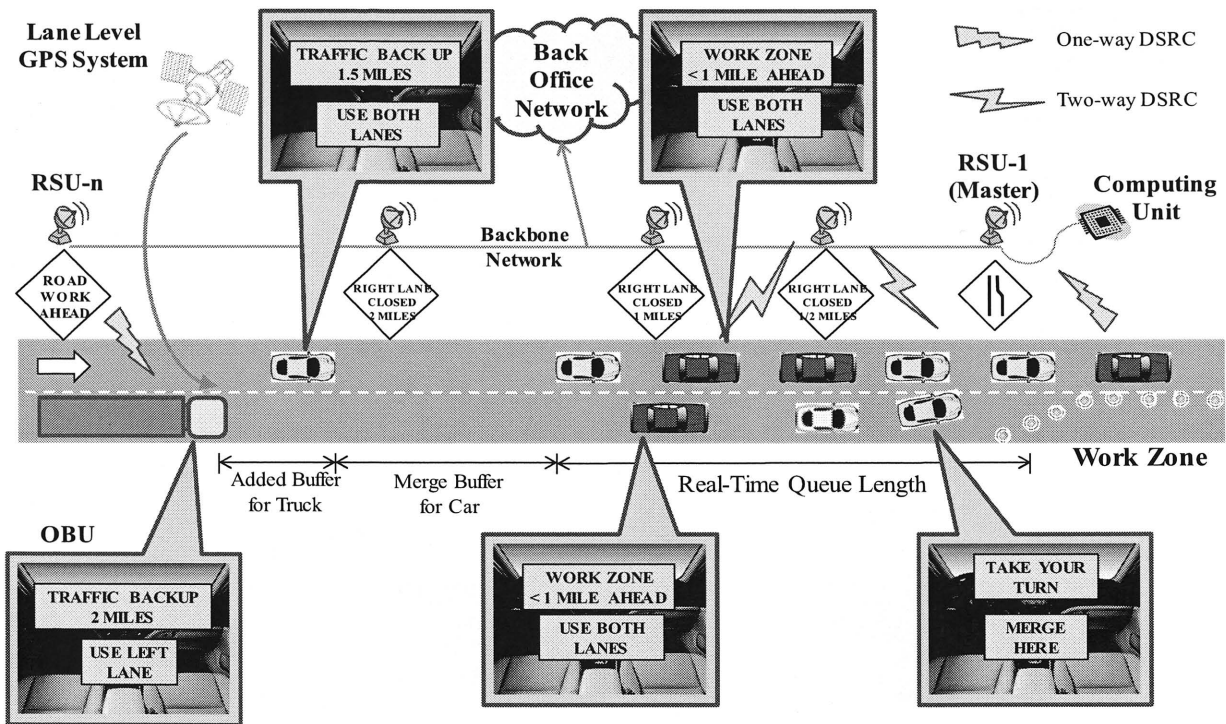 Lane Level
GPS System
TRAFFIC BACK UP
1.5 MILES
USE BOTH
LANES
Back
Office
Network
WORK ZONE
< 1 MILE AHEAD
USE BOTH
LANES
One-way DSRC
Two-way DSRC
RSU-n
RSU-1
(Master)
Computing
Unit
Backbone
Network
ROAD
WORK
AHEAD
RIGHT LANE
CLOSED
2 MILES
RIGHT LANE
CLOSED
1 MILES
RIGHT LANE
CLOSED
1/2 MILES
Work Zone
Added Buffer
for Truck
Merge Buffer
for Car
Real-Time Queue Length
OBU
TRAFFIC BACKUP
2 MILES
USE LEFT
LANE
WORK ZONE
< 1 MILE AHEAD
USE BOTH
LANES
TAKE YOUR
TURN
MERGE
HERE